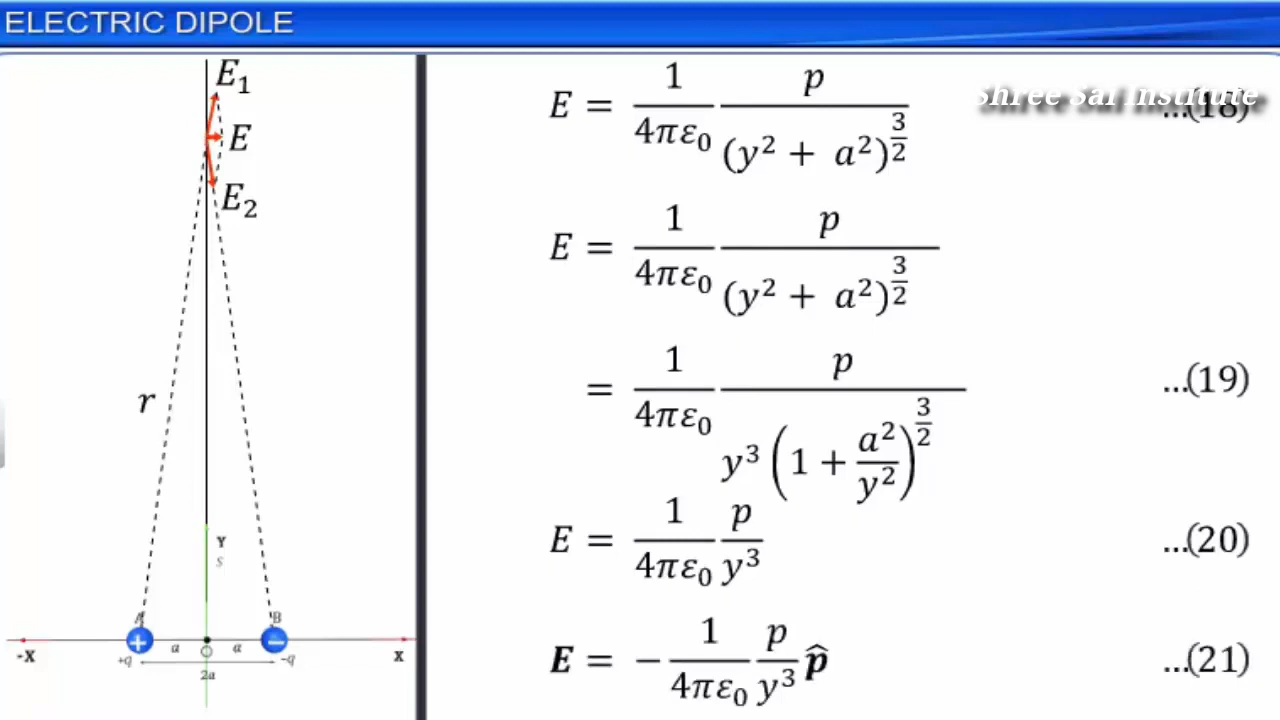 ELECTRIC DIPOLE
Shree Sai Institute
E₁
E
E₂
r
Y
S
A
B
+q
a
a
-q
O
2a
-X
X
E = 1/4πε₀ p/(y² + a²)^(3/2) ...(18)
E = 1/4πε₀ p/(y² + a²)^(3/2)
= 1/4πε₀ p/y³(1 + a²/y²)^(3/2) ...(19)
E = 1/4πε₀ p/y³ ...(20)
E = −1/4πε₀ p/y³ p̂ ...(21)